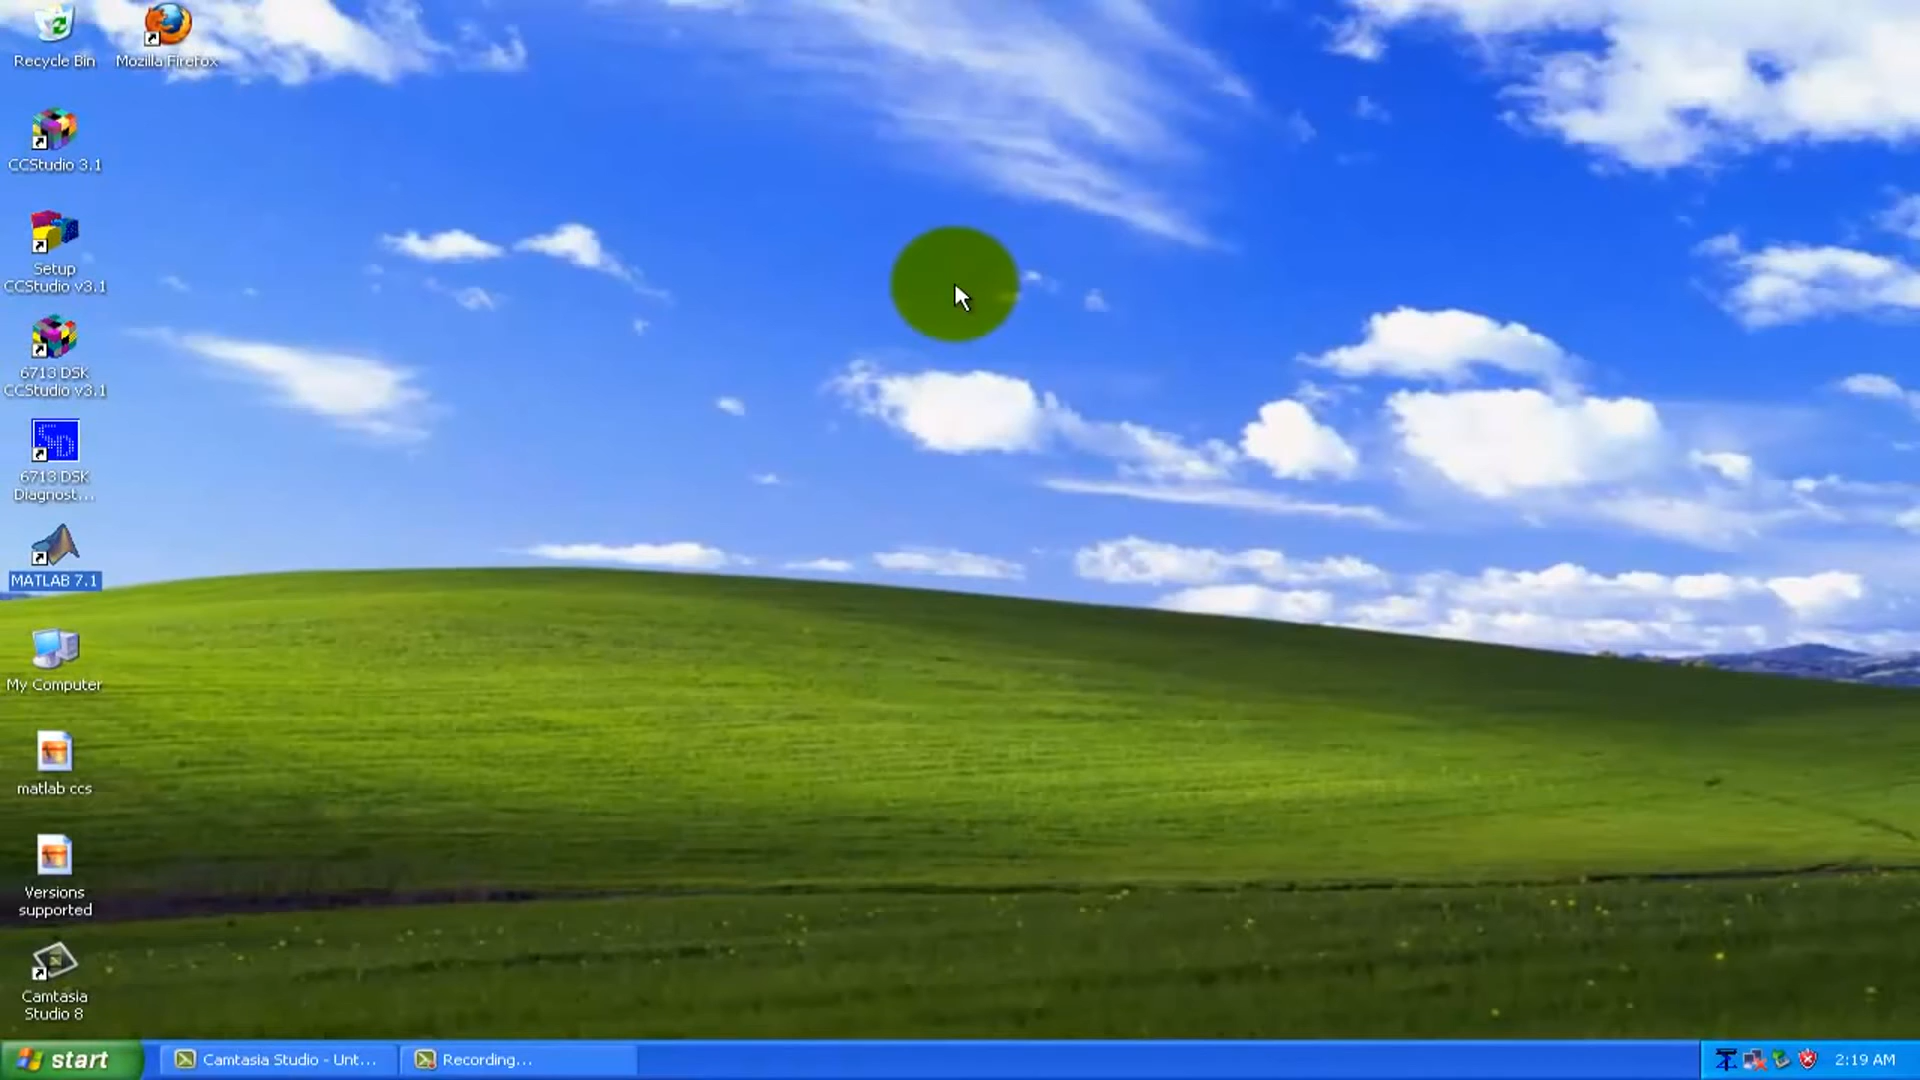 Recycle Bin
Mozilla Firefox
CCStudio 3.1
Setup
CCStudio v3.1
6713 DSK
CCStudio v3.1
6713 DSK
Diagnost...
MATLAB 7.1
My Computer
matlab ccs
Versions
supported
Camtasia
Studio 8
start
Camtasia Studio - Unt...
Recording...
2:19 AM